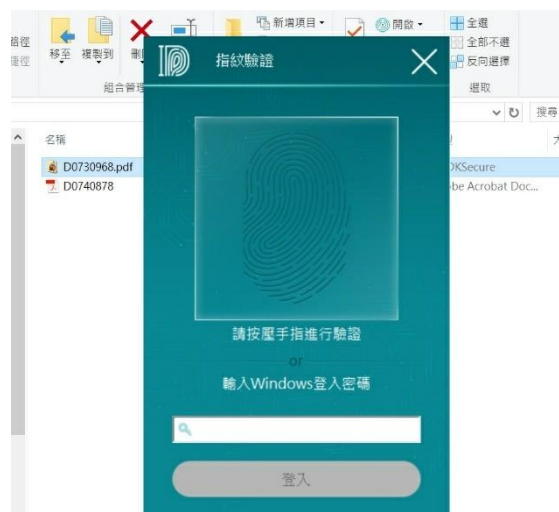 路徑
捷徑
移至
複製到
組合管理
新增項目
開啟
全選
全部不選
反向選擇
選取
搜尋
名稱
D0730968.pdf
D0740878
DKSecure
be Acrobat Doc...
指紋驗證
請按壓手指進行驗證
or
輸入Windows登入密碼
登入